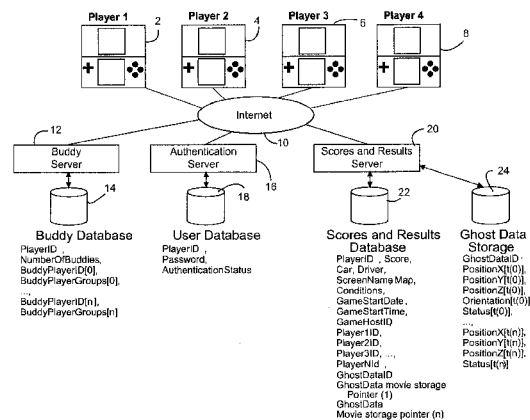 Player 1
Player 2
Player 3
Player 4
2
4
6
8
Internet
10
12
Buddy
Server
14
Authentication
Server
16
18
20
Scores and Results
Server
22
24
Buddy Database
PlayerID ,
NumberOfBuddies,
BuddyPlayerID[0],
BuddyPlayerGroups[0],
...,
BuddyPlayerID[n],
BuddyPlayerGroups[n]
User Database
PlayerID ,
Password,
AuthenticationStatus
Scores and Results
Database
PlayerID , Score,
Car, Driver,
ScreenName Map,
Conditions,
GameStartDate,
GameStartTime,
GameHostID
Player1ID,
Player2ID,
Player3ID, ...,
PlayerNId ,
GhostDataID
GhostData movie storage
Pointer (1)
GhostData
Movie storage pointer (n)
Ghost Data
Storage
GhostDataID
PositionX[t(0)],
PositionY[t(0)],
PositionZ[t(0)],
Orientation[t(0)]
Status[t(0)],
...,
PositionX[t(n)],
PositionY[t(n)],
PositionZ[t(n)],
Status[t(n)]